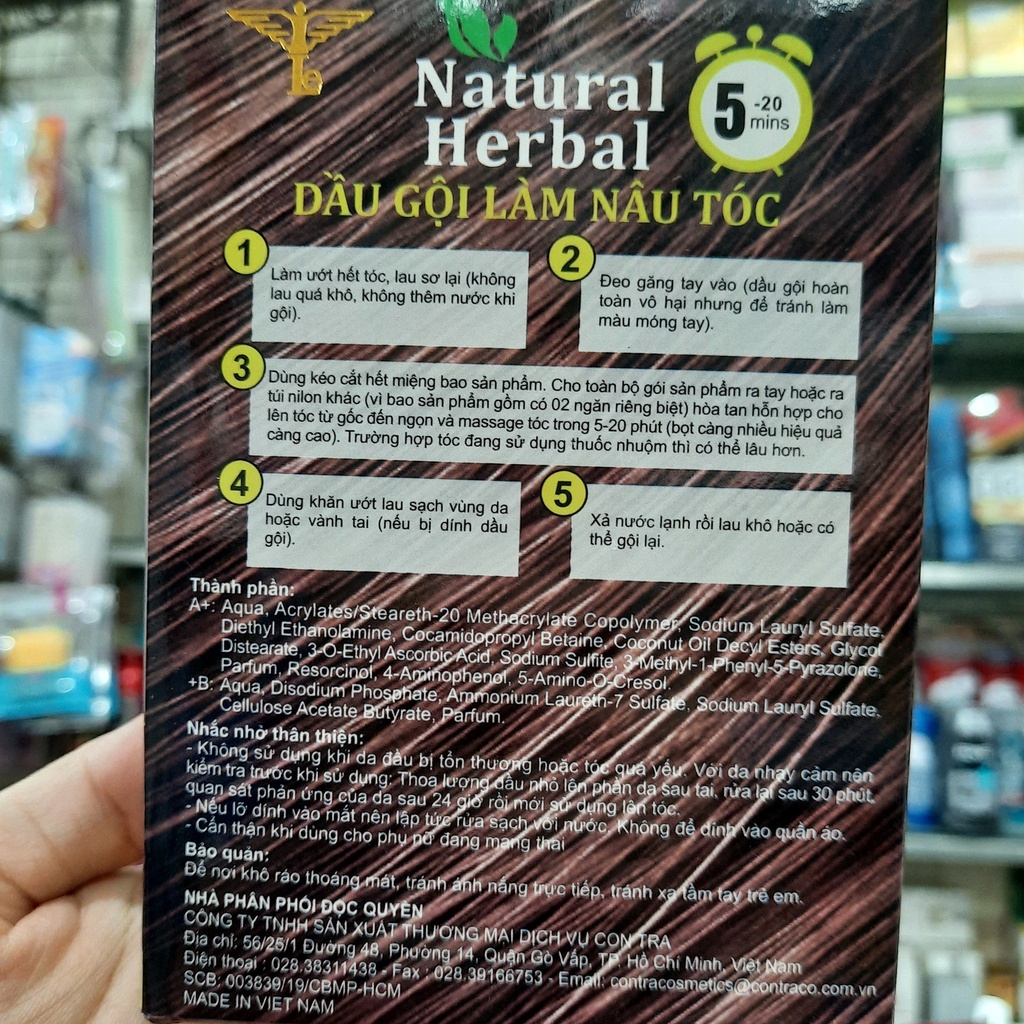 Le
Natural
Herbal
5 -20
mins
DẦU GỘI LÀM NÂU TÓC
1
Làm ướt hết tóc, lau sơ lại (không
lau quá khô, không thêm nước khi
gội).
2
Đeo găng tay vào (dầu gội hoàn
toàn vô hại nhưng để tránh làm
màu móng tay).
3
Dùng kéo cắt hết miệng bao sản phẩm. Cho toàn bộ gói sản phẩm ra tay hoặc ra
túi nilon khác (vì bao sản phẩm gồm có 02 ngăn riêng biệt) hòa tan hỗn hợp cho
lên tóc từ gốc đến ngọn và massage tóc trong 5-20 phút (bọt càng nhiều hiệu quả
càng cao). Trường hợp tóc đang sử dụng thuốc nhuộm thì có thể lâu hơn.
4
Dùng khăn ướt lau sạch vùng da
hoặc vành tai (nếu bị dính dầu
gội).
5
Xả nước lạnh rồi lau khô hoặc có
thể gội lại.
Thành phần:
A+: Aqua, Acrylates/Steareth-20 Methacrylate Copolymer, Sodium Lauryl Sulfate,
Diethyl Ethanolamine, Cocamidopropyl Betaine, Coconut Oil Decyl Esters, Glycol
Distearate, 3-O-Ethyl Ascorbic Acid, Sodium Sulfite, 3-Methyl-1-Phenyl-5-Pyrazolone,
Parfum, Resorcinol, 4-Aminophenol, 5-Amino-O-Cresol.
+B: Aqua, Disodium Phosphate, Ammonium Laureth-7 Sulfate, Sodium Lauryl Sulfate,
Cellulose Acetate Butyrate, Parfum.
Nhắc nhở thân thiện:
- Không sử dụng khi da đầu bị tổn thương hoặc tóc quá yếu. Với da nhạy cảm nên
kiểm tra trước khi sử dụng: Thoa lượng dầu nhỏ lên phần da sau tai, rửa lại sau 30 phút,
quan sát phản ứng của da sau 24 giờ rồi mới sử dụng lên tóc.
- Nếu lỡ dính vào mắt nên lập tức rửa sạch với nước. Không để dính vào quần áo.
- Cẩn thận khi dùng cho phụ nữ đang mang thai
Bảo quản:
Để nơi khô ráo thoáng mát, tránh ánh nắng trực tiếp, tránh xa tầm tay trẻ em.
NHÀ PHÂN PHỐI ĐỘC QUYỀN
CÔNG TY TNHH SẢN XUẤT THƯƠNG MẠI DỊCH VỤ CON TRA
Địa chỉ: 56/25/1 Đường 48, Phường 14, Quận Gò Vấp, TP. Hồ Chí Minh, Việt Nam
Điện thoại : 028.38311438 - Fax : 028.39166753 - Email: contracosmetics@contraco.com.vn
SCB: 003839/19/CBMP-HCM
MADE IN VIET NAM